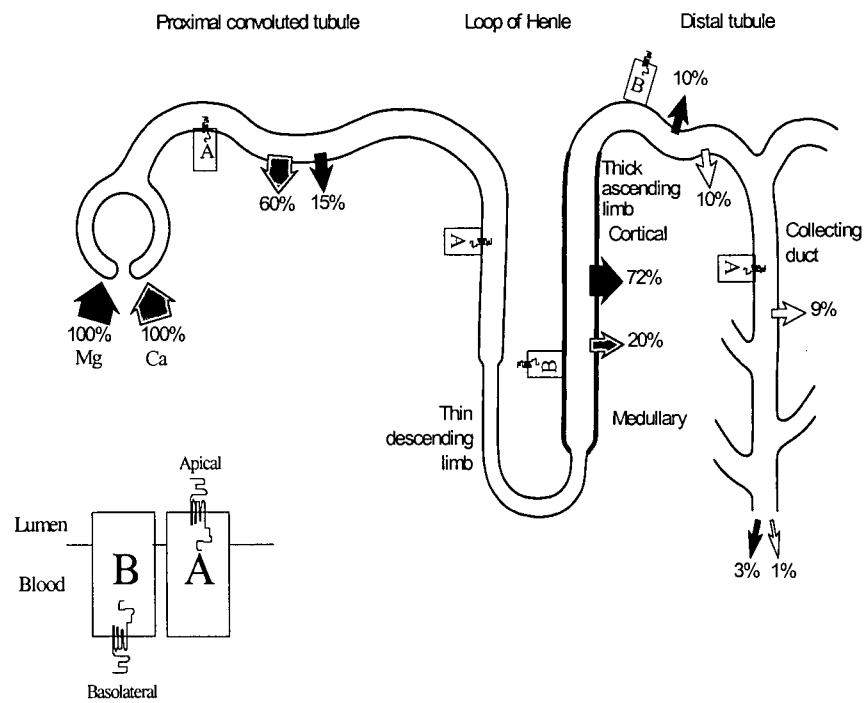 Proximal convoluted tubule
Loop of Henle
Distal tubule
B
10%
A
60%
15%
Thick
ascending
limb
10%
Cortical
Collecting
duct
A
A
72%
9%
100%
Mg
100%
Ca
20%
B
Thin
descending
limb
Medullary
Apical
Lumen
B
A
Blood
3%
1%
Basolateral